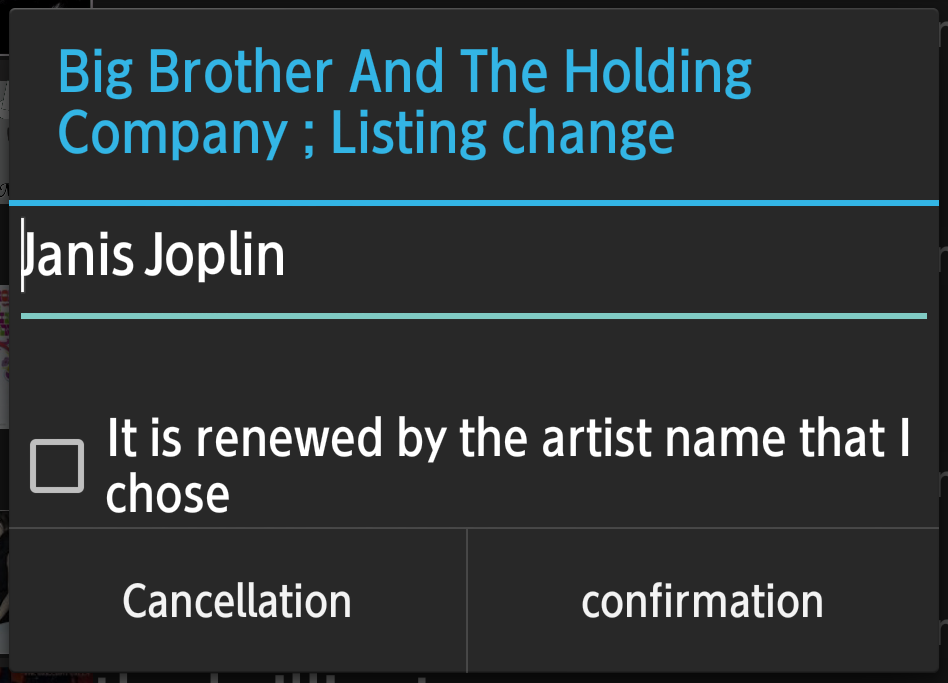 Big Brother And The Holding
Company ; Listing change
Janis Joplin
It is renewed by the artist name that I
chose
Cancellation
confirmation